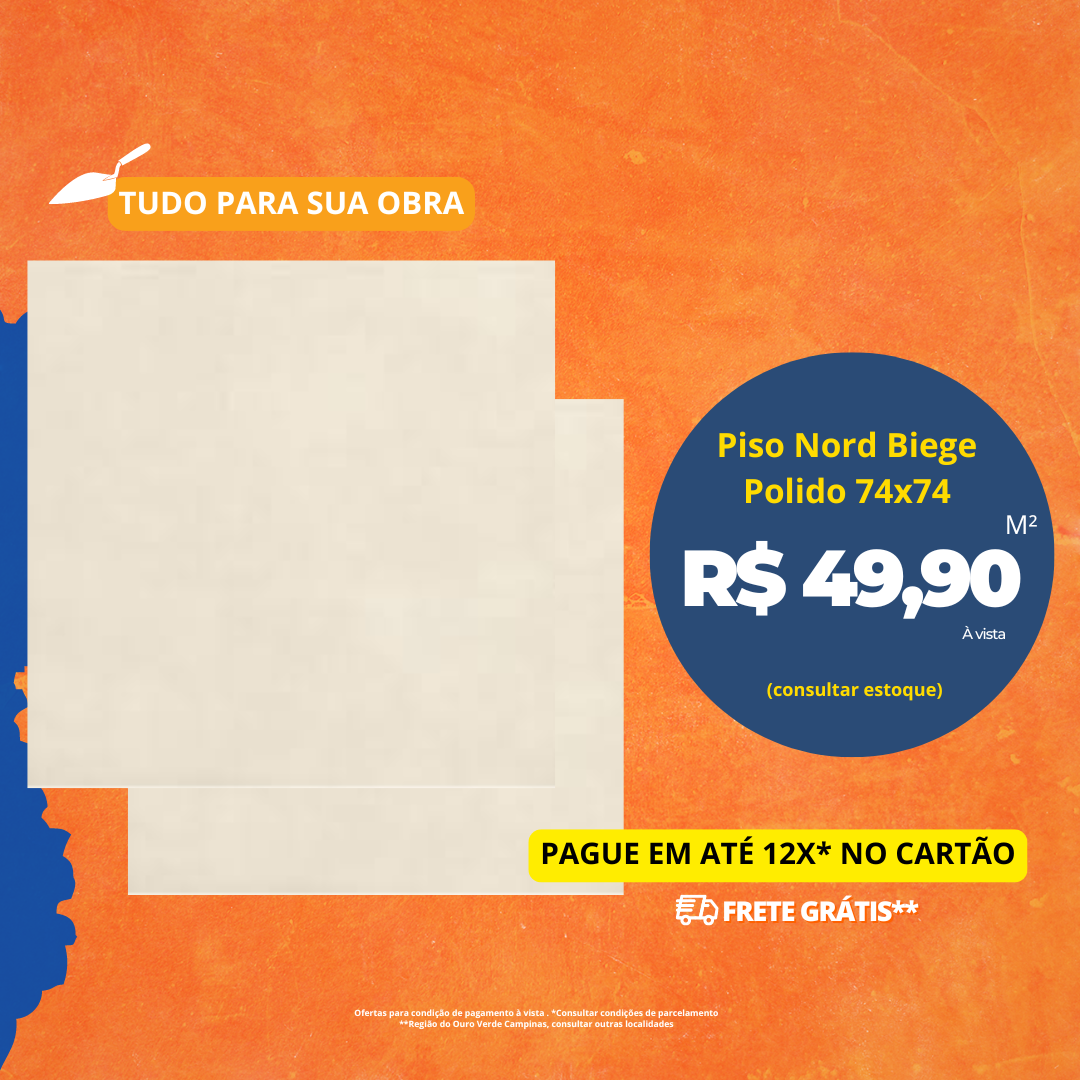 TUDO PARA SUA OBRA
Piso Nord Biege
Polido 74x74
M²
R$ 49,90
À vista
(consultar estoque)
PAGUE EM ATÉ 12X* NO CARTÃO
FRETE GRÁTIS**
Ofertas para condição de pagamento à vista . *Consultar condições de parcelamento
**Região do Ouro Verde Campinas, consultar outras localidades